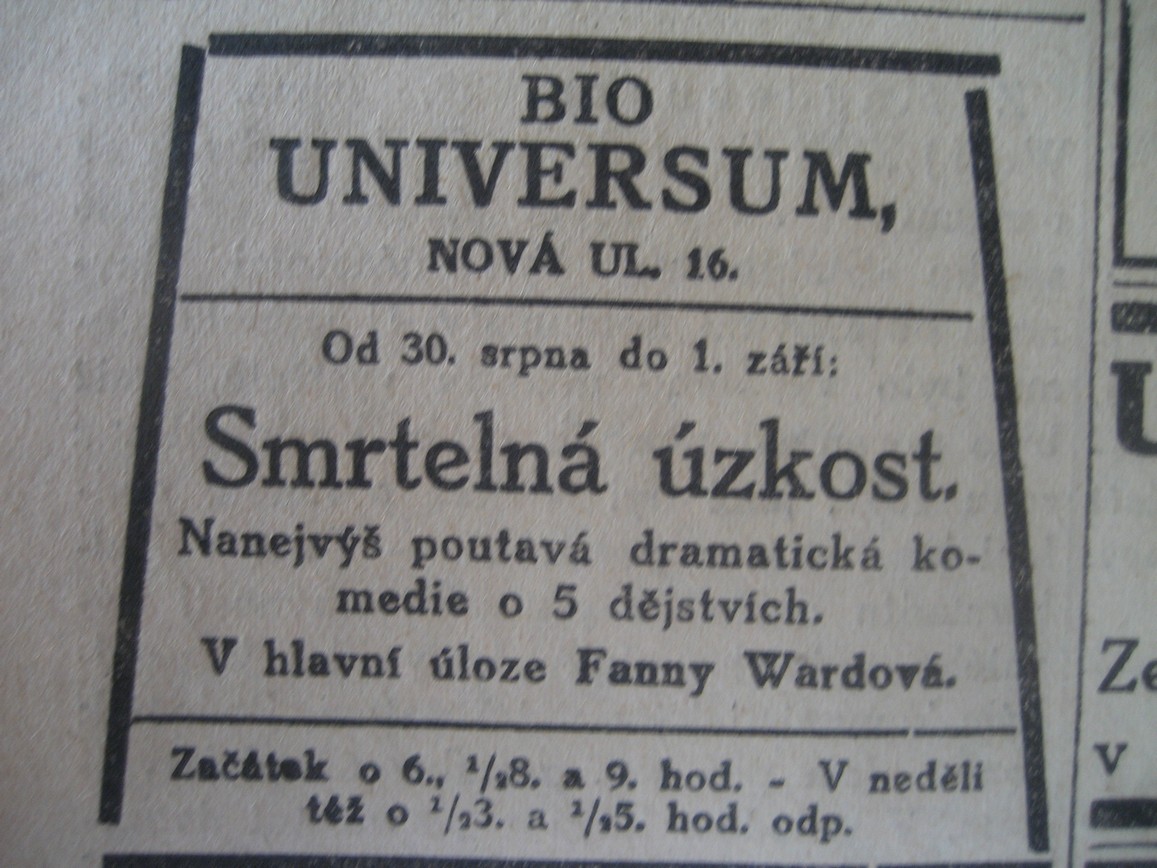 BIO
UNIVERSUM,
NOVÁ UL. 16.
Od 30. srpna do 1. září:
Smrtelná úzkost.
Nanejvýš poutavá dramatická ko-
medie o 5 dějstvích.
V hlavní úloze Fanny Wardová.
Začátek o 6., 1/28. a 9. hod. - V neděli
též o 1/23. a 1/25. hod. odp.
U
Ze
v